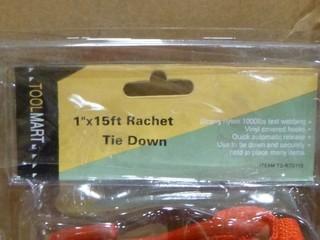 TOOLMART
1"x15ft Rachet
Tie Down
Strong nylon 1000lbs test webbing
Vinyl covered hooks
Quick automatic release
Use to tie down and securely
hold in place many items